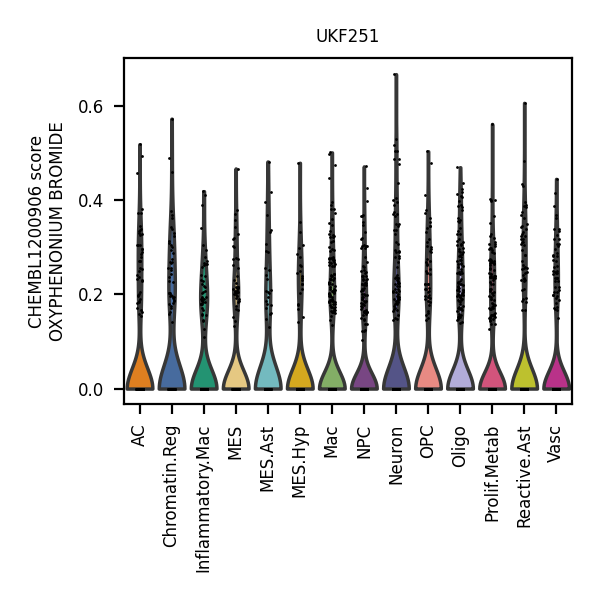 UKF251
CHEMBL1200906 score
OXYPHENONIUM BROMIDE
0.6
0.4
0.2
0.0
AC
Chromatin.Reg
Inflammatory.Mac
MES
MES.Ast
MES.Hyp
Mac
NPC
Neuron
OPC
Oligo
Prolif.Metab
Reactive.Ast
Vasc